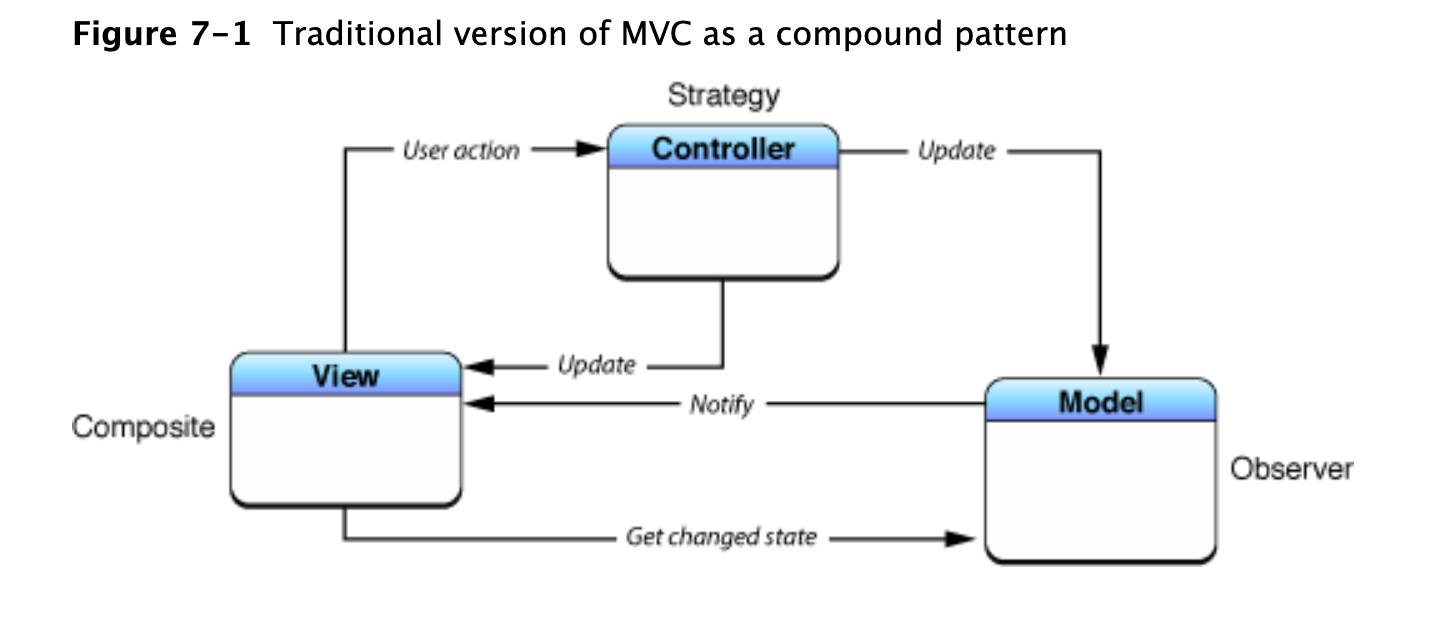 Figure 7–1 Traditional version of MVC as a compound pattern
Strategy
User action
Controller
Update
Update
View
Notify
Model
Composite
Observer
Get changed state